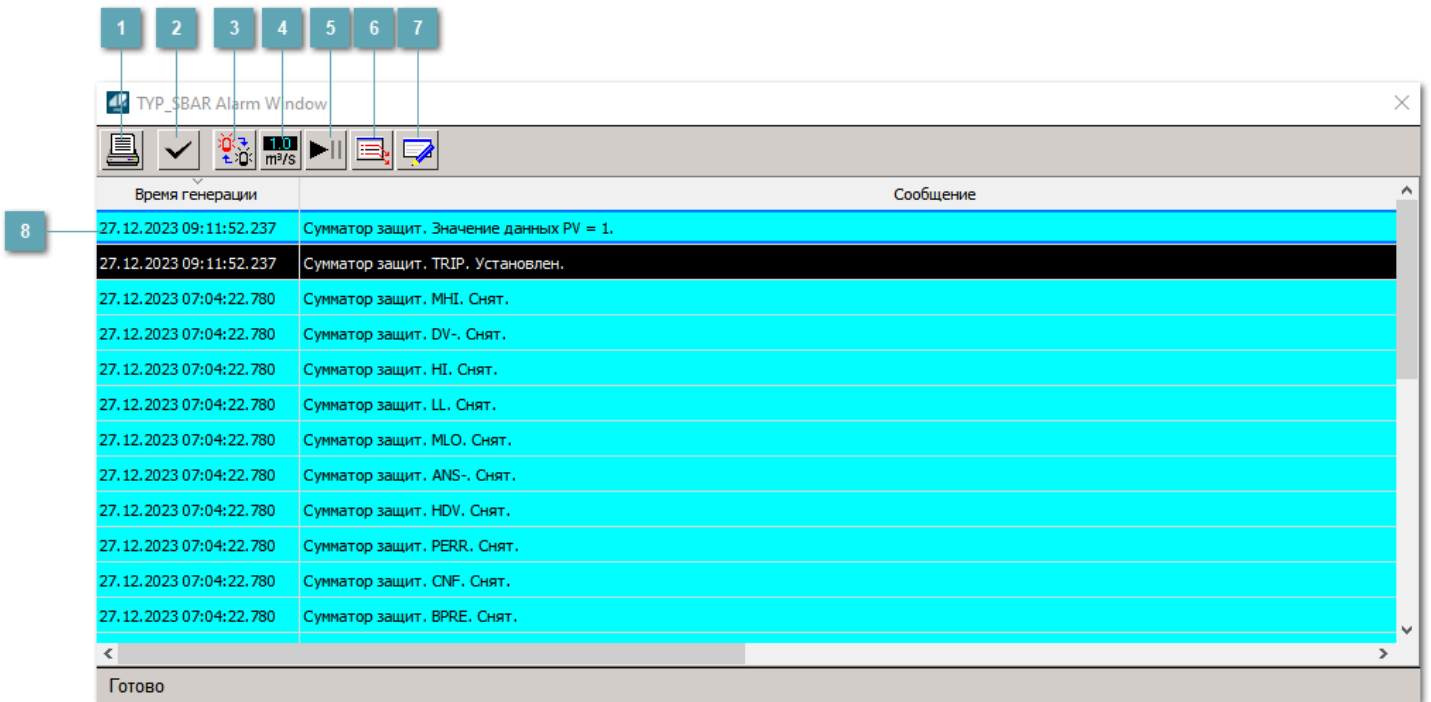 1 2 3 4 5 6 7
TYP_SBAR Alarm Window
1.0
m³/s
Время генерации Сообщение
8
27.12.2023 09:11:52.237 Сумматор защит. Значение данных PV = 1.
27.12.2023 09:11:52.237 Сумматор защит. TRIP. Установлен.
27.12.2023 07:04:22.780 Сумматор защит. MHI. Снят.
27.12.2023 07:04:22.780 Сумматор защит. DV-. Снят.
27.12.2023 07:04:22.780 Сумматор защит. HI. Снят.
27.12.2023 07:04:22.780 Сумматор защит. LL. Снят.
27.12.2023 07:04:22.780 Сумматор защит. MLO. Снят.
27.12.2023 07:04:22.780 Сумматор защит. ANS-. Снят.
27.12.2023 07:04:22.780 Сумматор защит. HDV. Снят.
27.12.2023 07:04:22.780 Сумматор защит. PERR. Снят.
27.12.2023 07:04:22.780 Сумматор защит. CNF. Снят.
27.12.2023 07:04:22.780 Сумматор защит. BPRE. Снят.
Готово